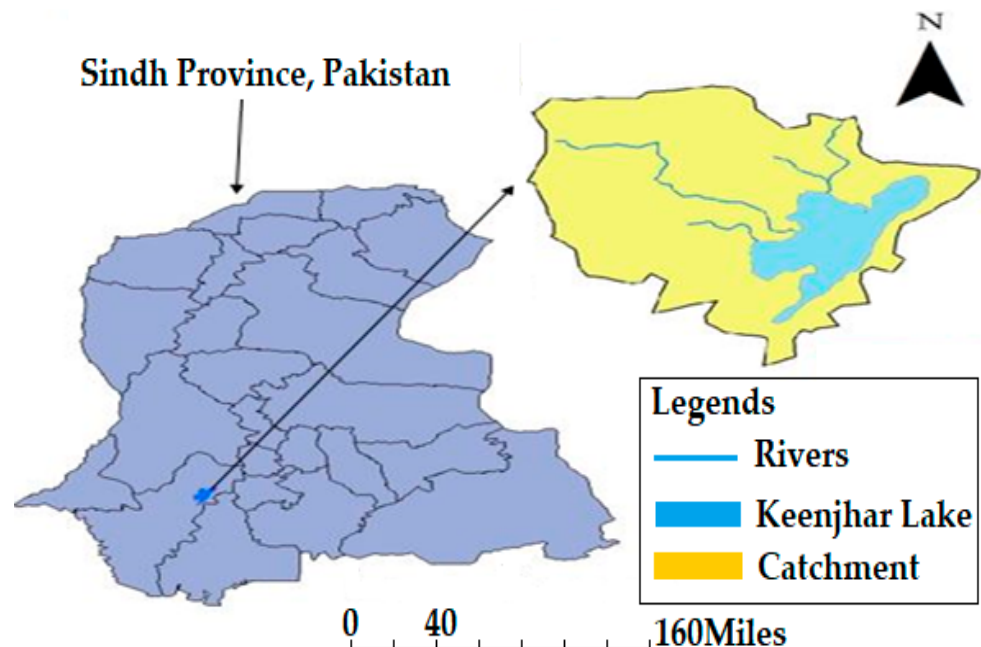 N
Sindh Province, Pakistan
Legends
Rivers
Keenjhar Lake
Catchment
0 40 160Miles